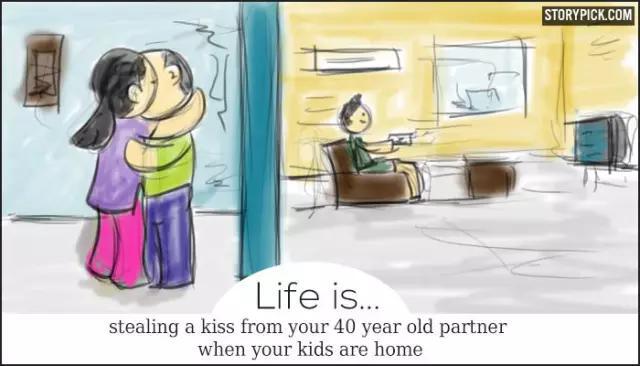 STORYPICK.COM
Life is...
stealing a kiss from your 40 year old partner
when your kids are home